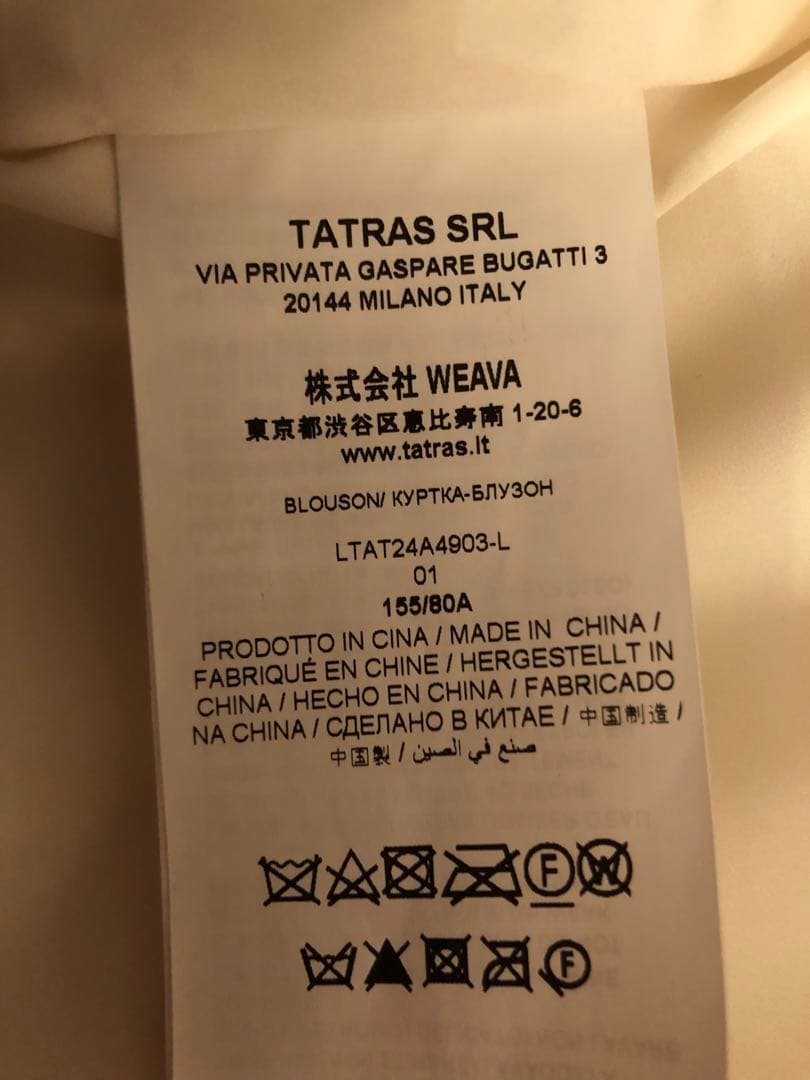 TATRAS SRL
VIA PRIVATA GASPARE BUGATTI 3
20144 MILANO ITALY
株式会社 WEAVA
東京都渋谷区恵比寿南 1-20-6
www.tatras.It
BLOUSON/ КУРТКА-БЛУЗОН
LTAT24A4903-L
01
155/80A
PRODOTTO IN CINA / MADE IN CHINA /
FABRIQUÉ EN CHINE / HERGESTELLT IN
CHINA / HECHO EN CHINA / FABRICADO
NA CHINA / СДЕЛАНО В КИТАЕ / 中国制造 /
中国製 / صنع في الصين
F W
F